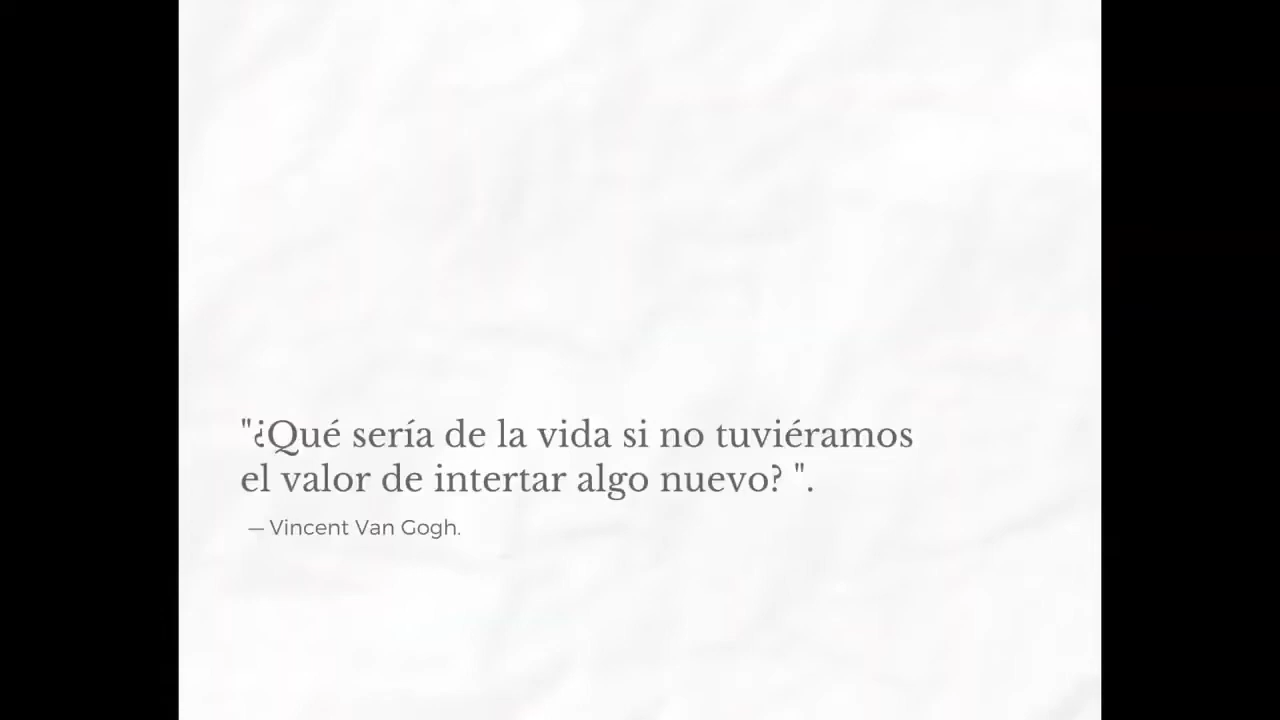 "¿Qué sería de la vida si no tuviéramos
el valor de intertar algo nuevo? ".
— Vincent Van Gogh.